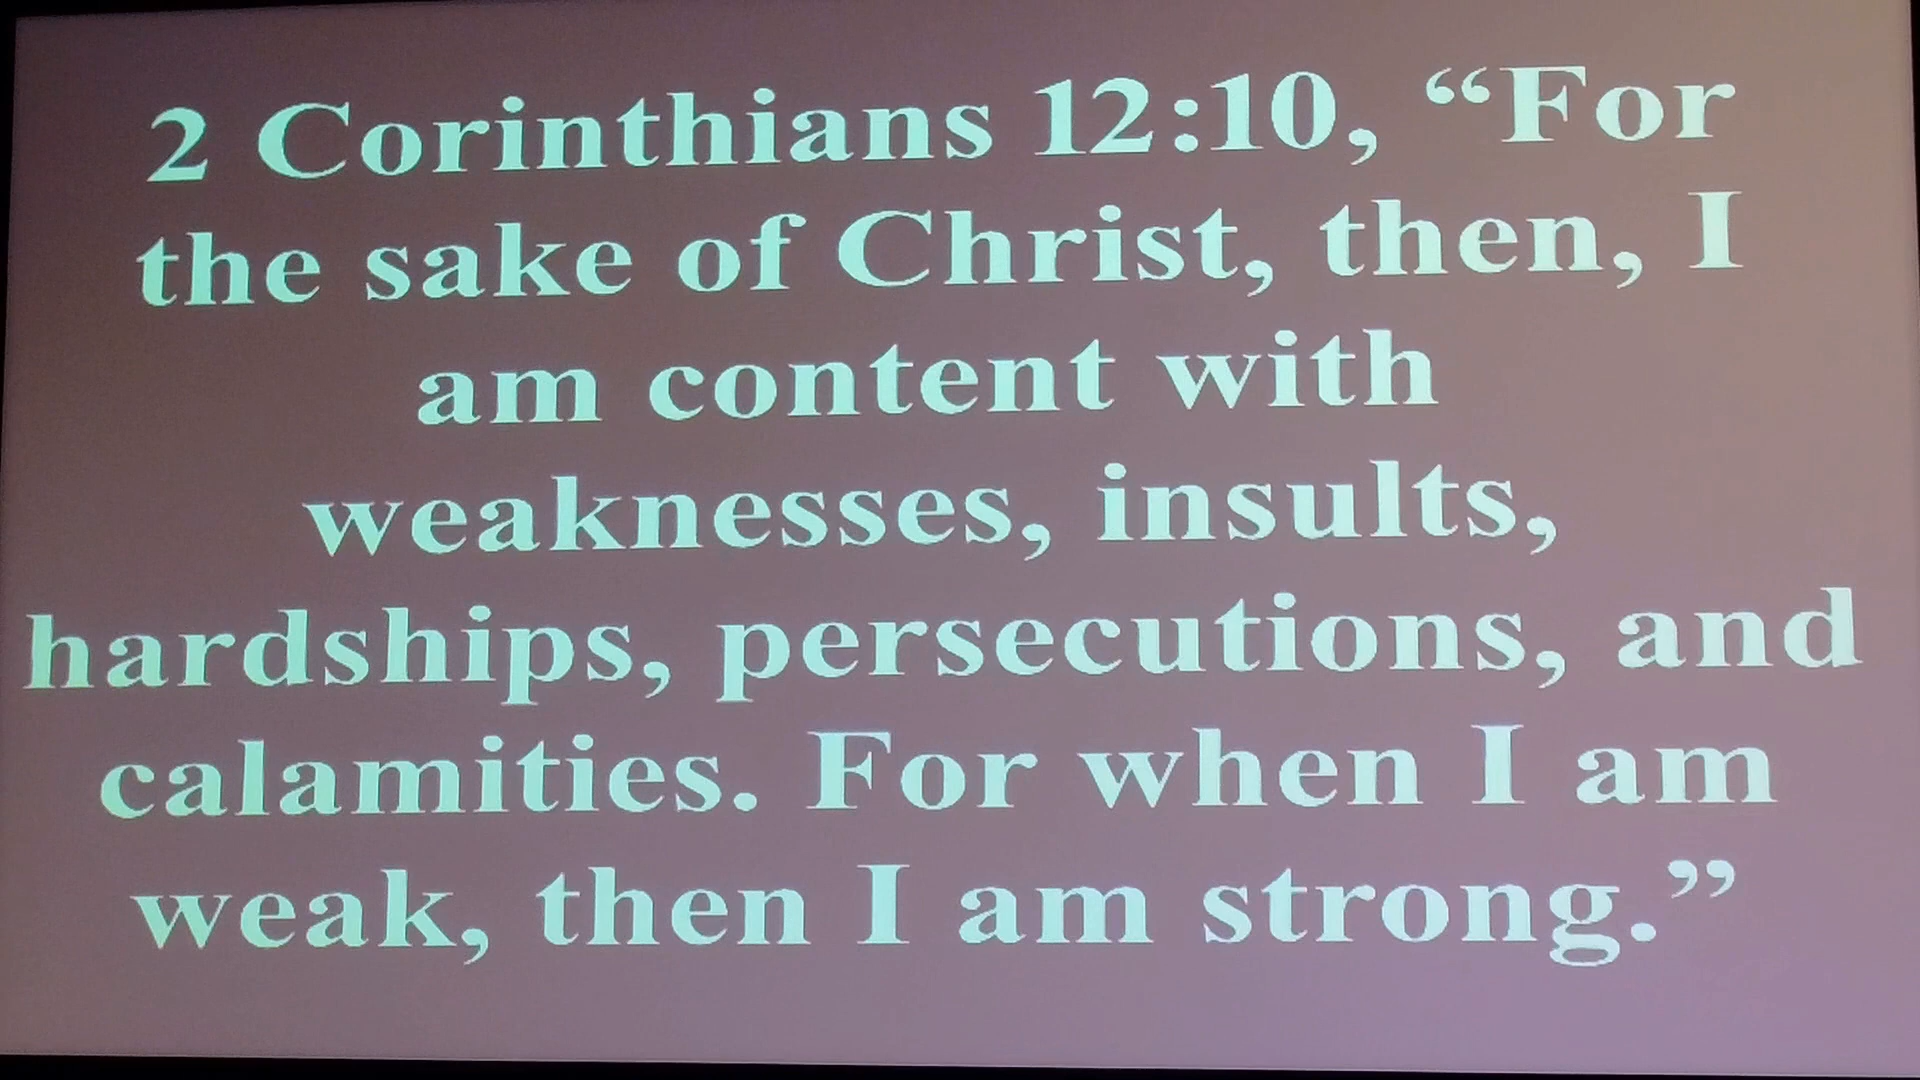 2 Corinthians 12:10, “For
the sake of Christ, then, I
am content with
weaknesses, insults,
hardships, persecutions, and
calamities. For when I am
weak, then I am strong.”